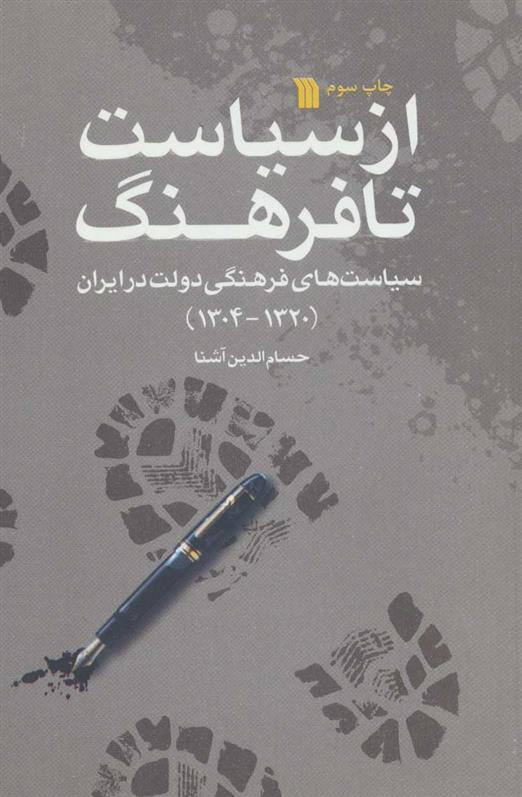 چاپ سوم
از سیاست
تا فرهنگ
سیاست‌های فرهنگی دولت در ایران
(۱۳۰۴ - ۱۳۲۰)
حسام‌الدین آشنا